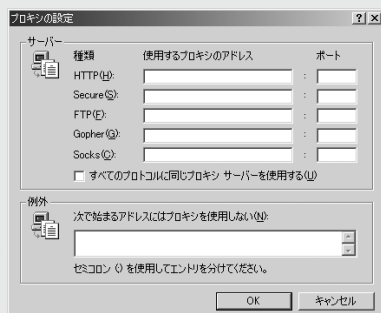 プロキシの設定
サーバー
種類 使用するプロキシのアドレス ポート
HTTP(H): :
Secure(S): :
FTP(F): :
Gopher(G): :
Socks(C): :
すべてのプロトコルに同じプロキシ サーバーを使用する(U)
例外
次で始まるアドレスにはプロキシを使用しない(N):
セミコロン (;) を使用してエントリを分けてください。
OK キャンセル